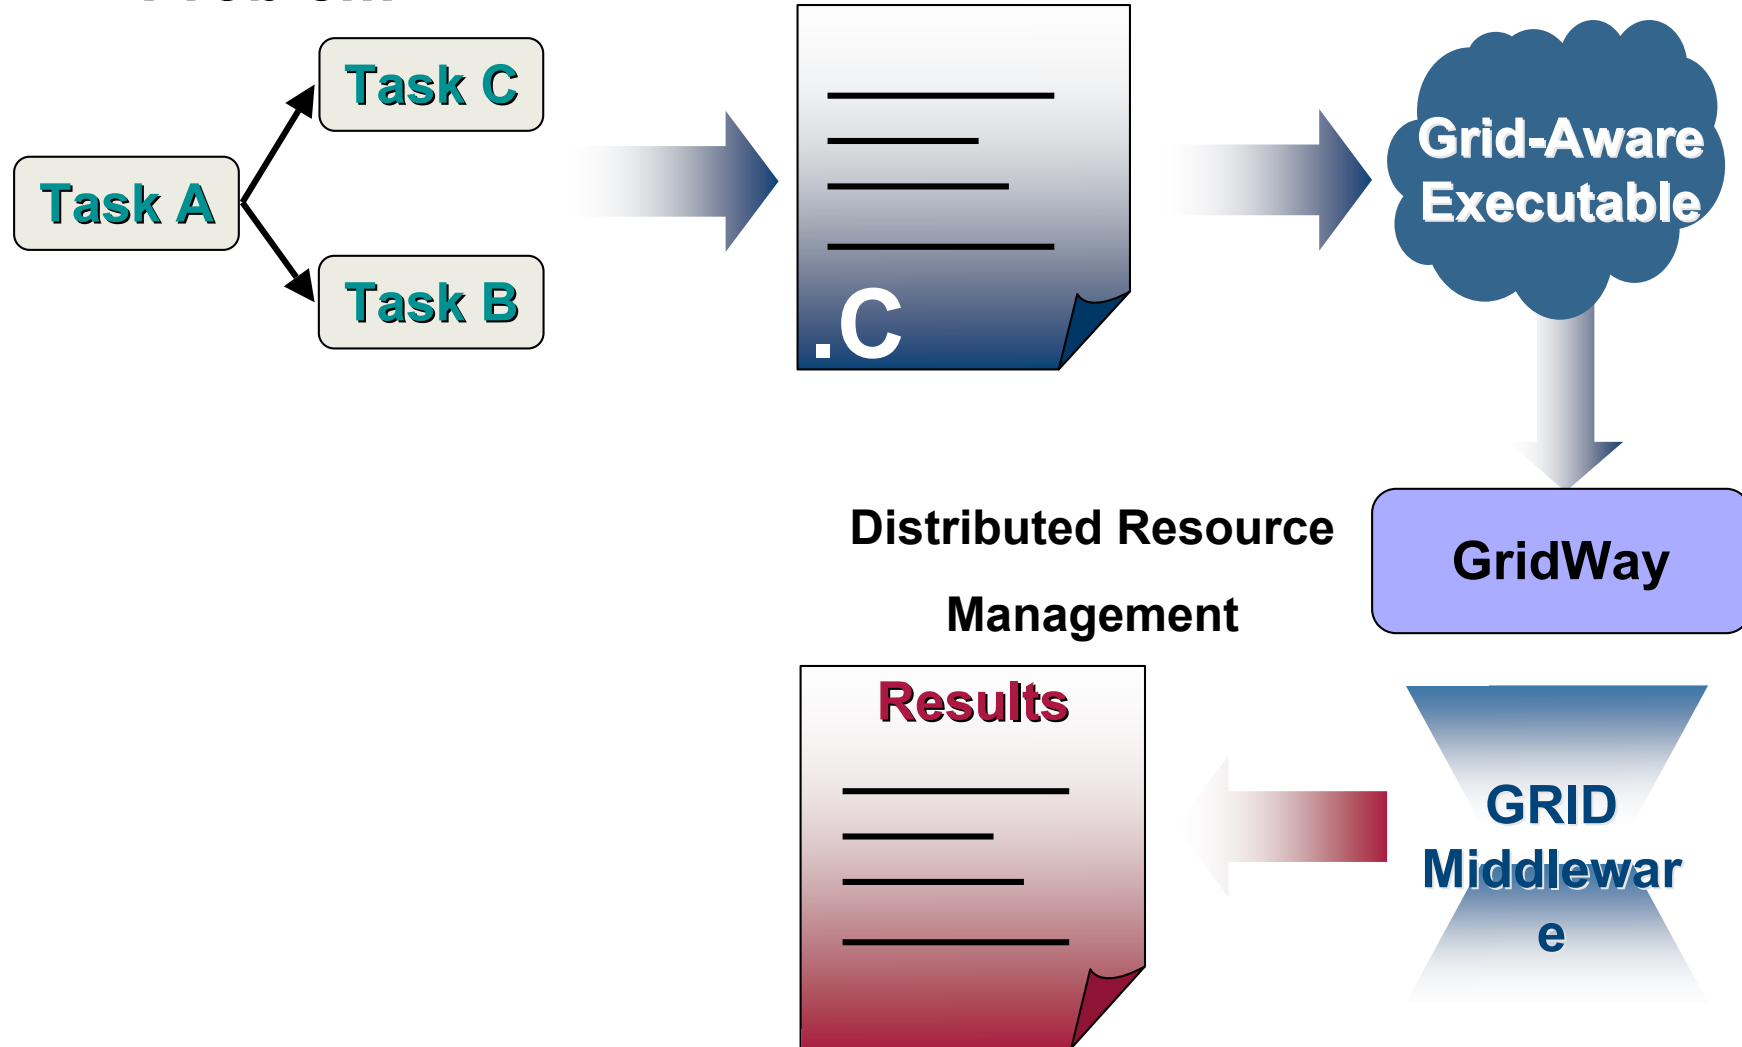 Task C
Task A
Task B
.C
Grid-Aware
Executable
Distributed Resource
Management
GridWay
Results
GRID
Middlewar
e